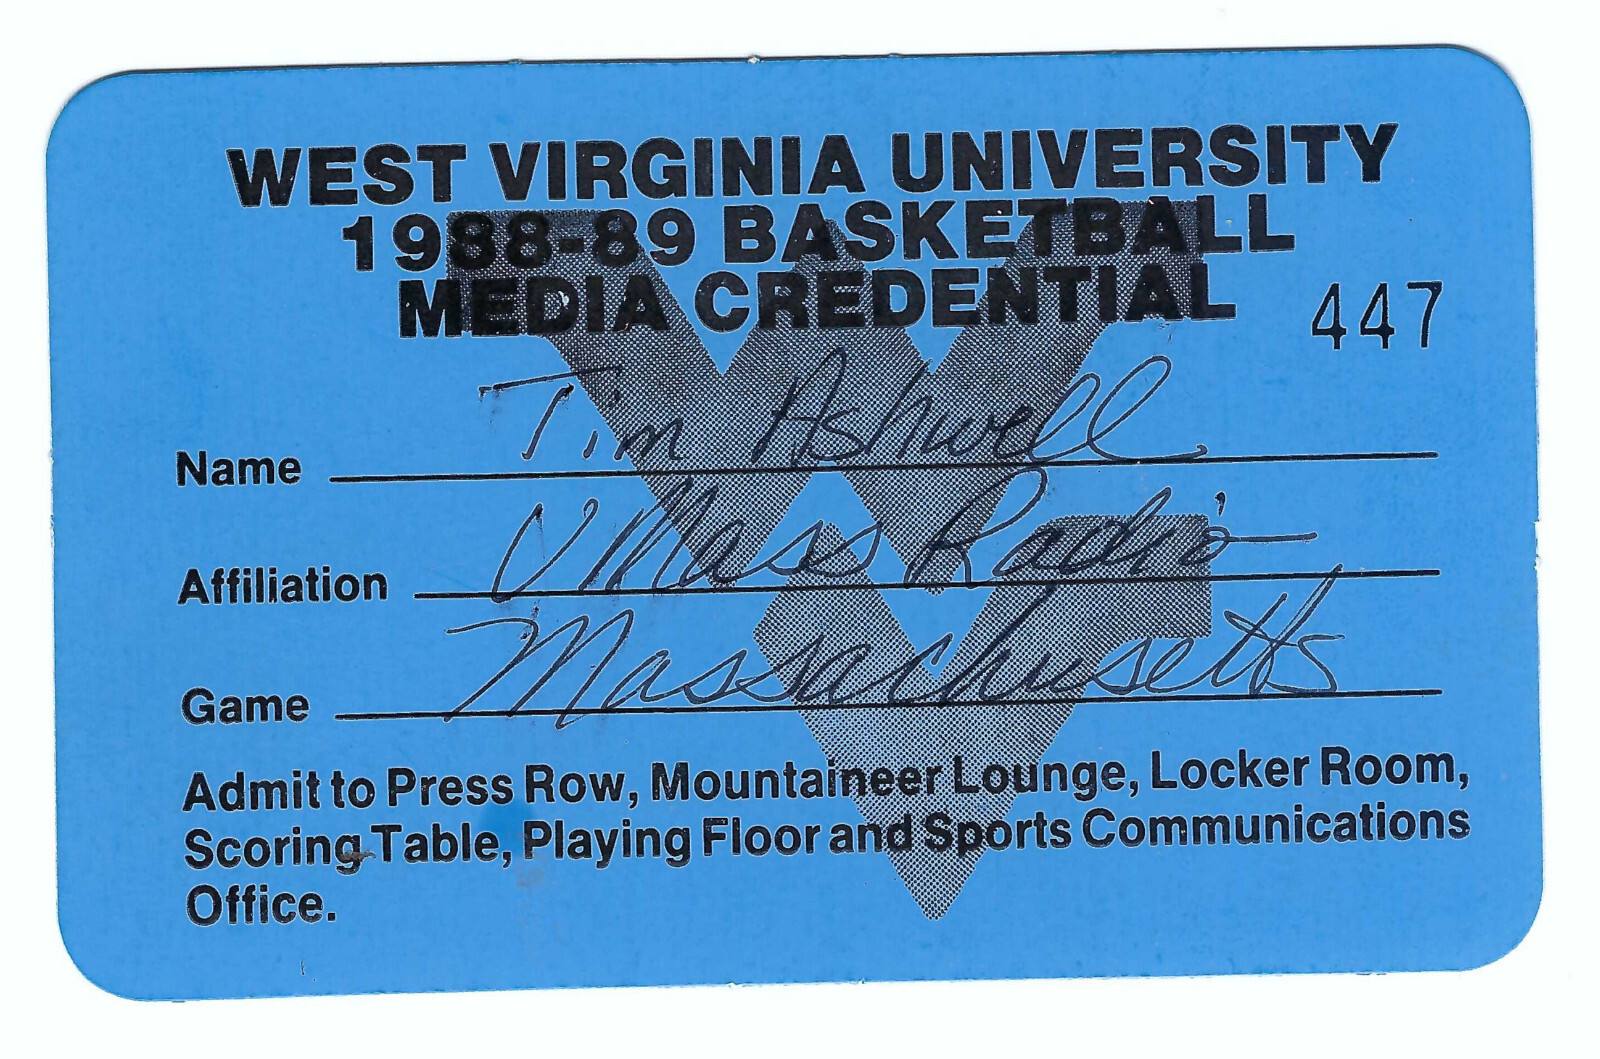 WEST VIRGINIA UNIVERSITY
1988-89 BASKETBALL
MEDIA CREDENTIAL 447
Name Tim Ashwell
Affiliation UMass Radio
Game Massachusetts
Admit to Press Row, Mountaineer Lounge, Locker Room,
Scoring Table, Playing Floor and Sports Communications
Office.